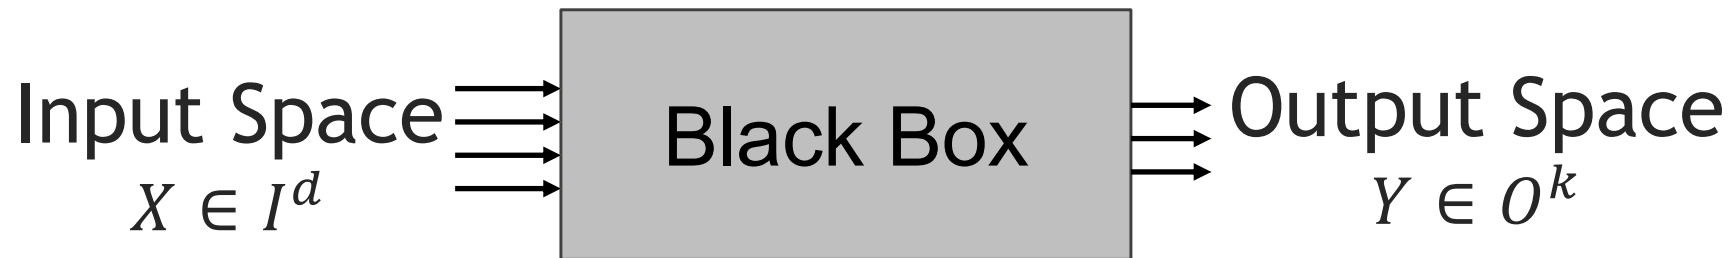 Input Space
X ∈ I^d
Black Box
Output Space
Y ∈ O^k